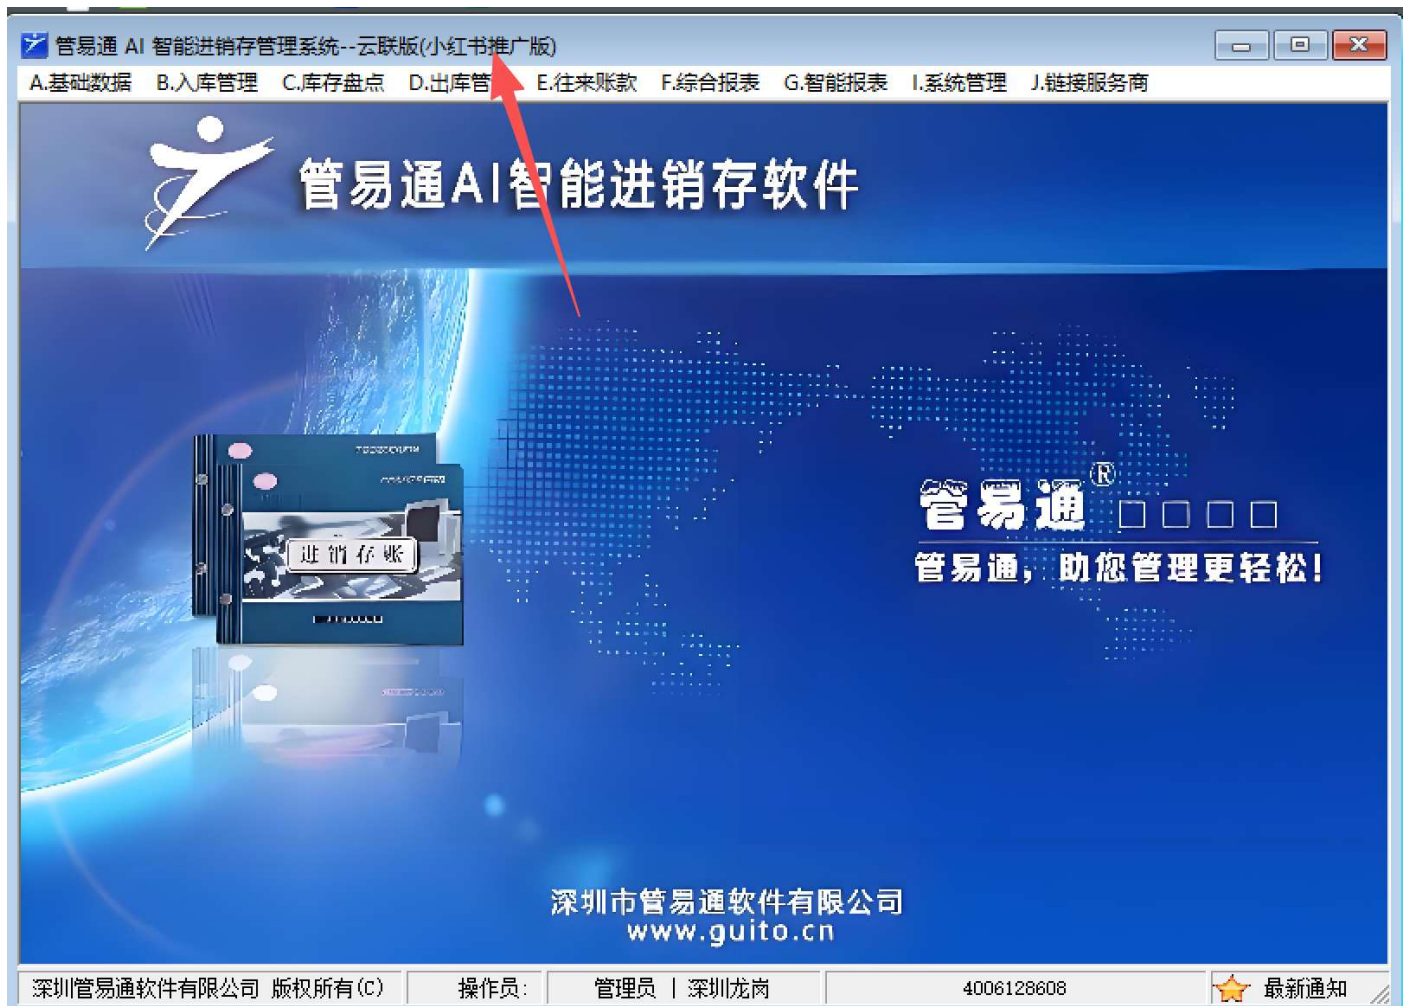 管易通 AI 智能进销存管理系统--云联版(小红书推广版)
A.基础数据 B.入库管理 C.库存盘点 D.出库管 E.往来账款 F.综合报表 G.智能报表 I.系统管理 J.链接服务商
管易通AI智能进销存软件
进销存账
管易通®□□□□
管易通，助您管理更轻松!
深圳市管易通软件有限公司
www.guito.cn
深圳管易通软件有限公司 版权所有(C) 操作员: 管理员 | 深圳龙岗 4006128608 最新通知